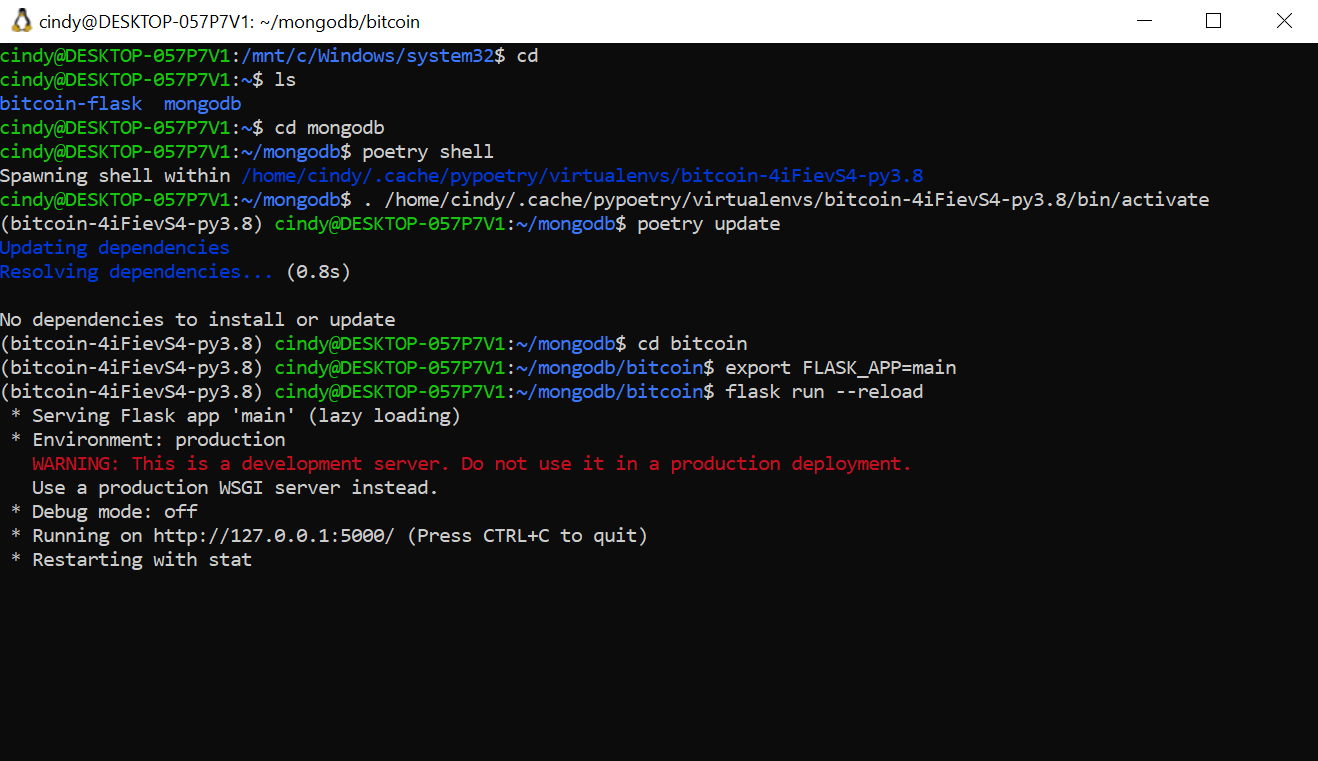 cindy@DESKTOP-057P7V1: ~/mongodb/bitcoin
cindy@DESKTOP-057P7V1:/mnt/c/Windows/system32$ cd
cindy@DESKTOP-057P7V1:~$ ls
bitcoin-flask  mongodb
cindy@DESKTOP-057P7V1:~$ cd mongodb
cindy@DESKTOP-057P7V1:~/mongodb$ poetry shell
Spawning shell within /home/cindy/.cache/pypoetry/virtualenvs/bitcoin-4iFievS4-py3.8
cindy@DESKTOP-057P7V1:~/mongodb$ . /home/cindy/.cache/pypoetry/virtualenvs/bitcoin-4iFievS4-py3.8/bin/activate
(bitcoin-4iFievS4-py3.8) cindy@DESKTOP-057P7V1:~/mongodb$ poetry update
Updating dependencies
Resolving dependencies... (0.8s)

No dependencies to install or update
(bitcoin-4iFievS4-py3.8) cindy@DESKTOP-057P7V1:~/mongodb$ cd bitcoin
(bitcoin-4iFievS4-py3.8) cindy@DESKTOP-057P7V1:~/mongodb/bitcoin$ export FLASK_APP=main
(bitcoin-4iFievS4-py3.8) cindy@DESKTOP-057P7V1:~/mongodb/bitcoin$ flask run --reload
 * Serving Flask app 'main' (lazy loading)
 * Environment: production
   WARNING: This is a development server. Do not use it in a production deployment.
   Use a production WSGI server instead.
 * Debug mode: off
 * Running on http://127.0.0.1:5000/ (Press CTRL+C to quit)
 * Restarting with stat